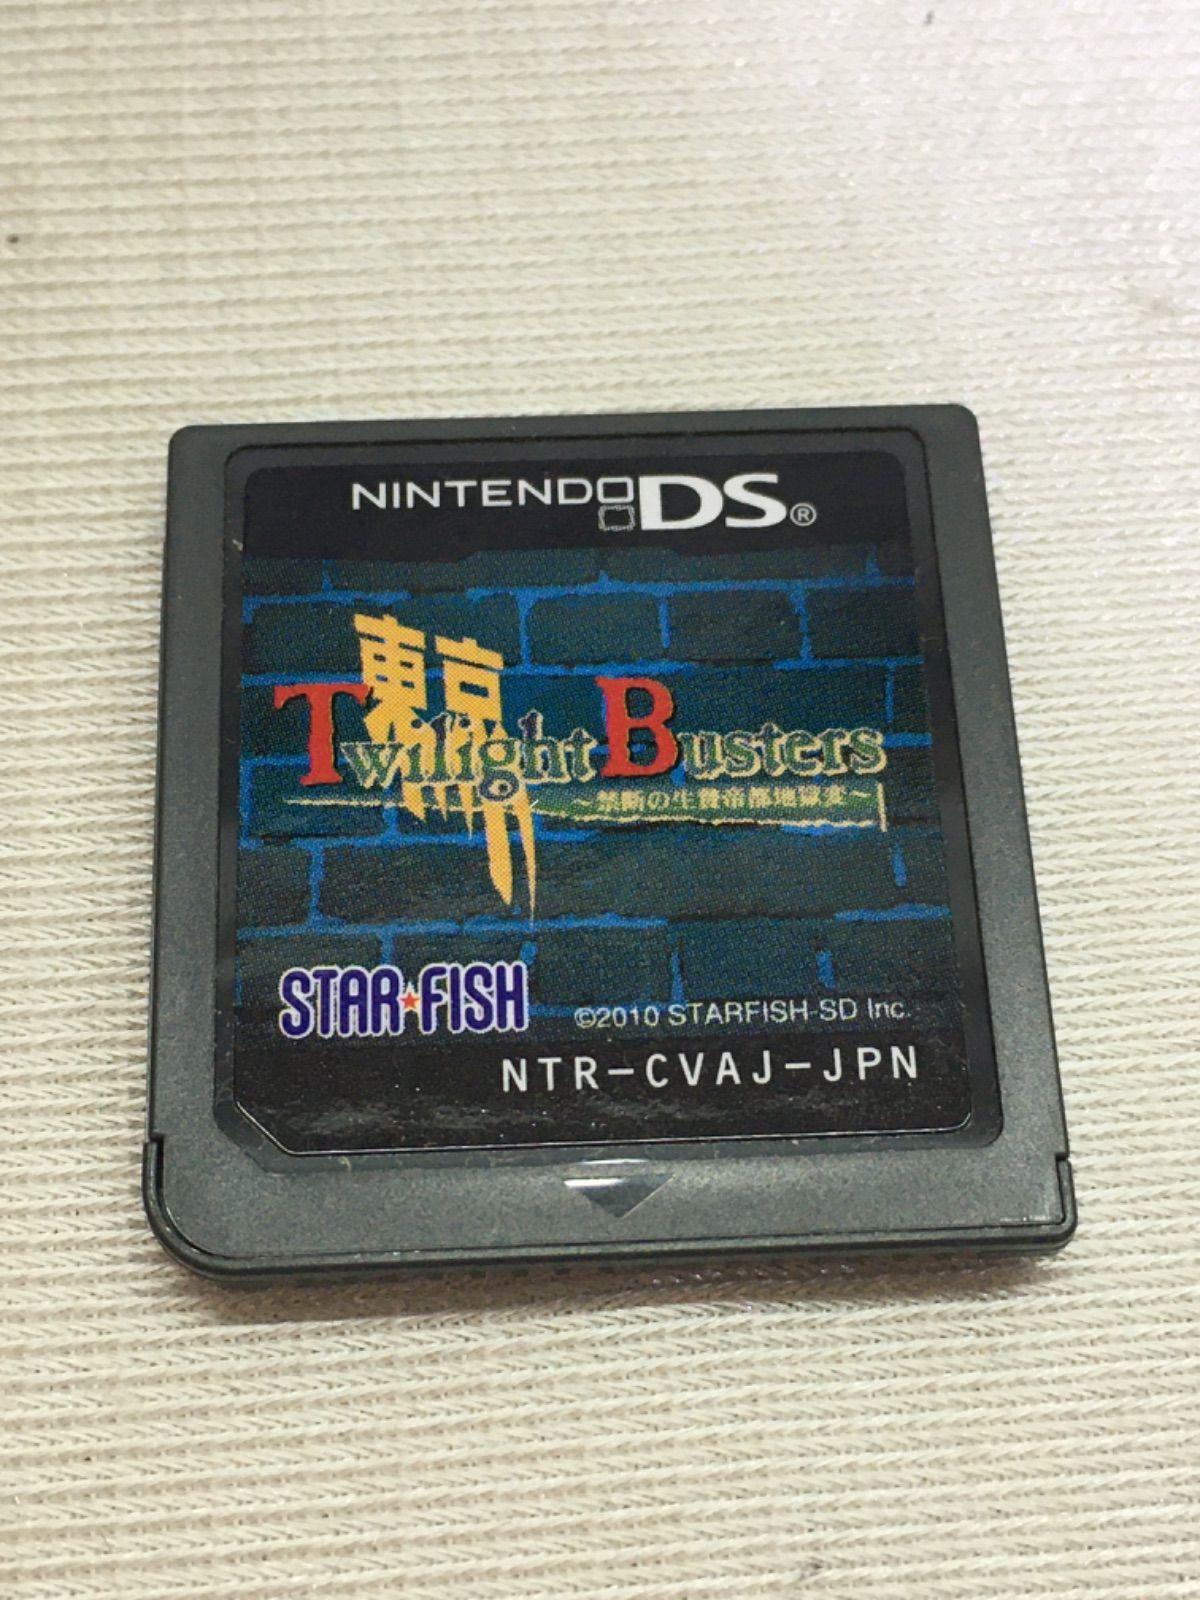 NINTENDO DS®
東京
Twilight Busters
～禁断の生贄帝都地獄変～
STAR★FISH
©2010 STARFISH-SD Inc.
NTR-CVAJ-JPN